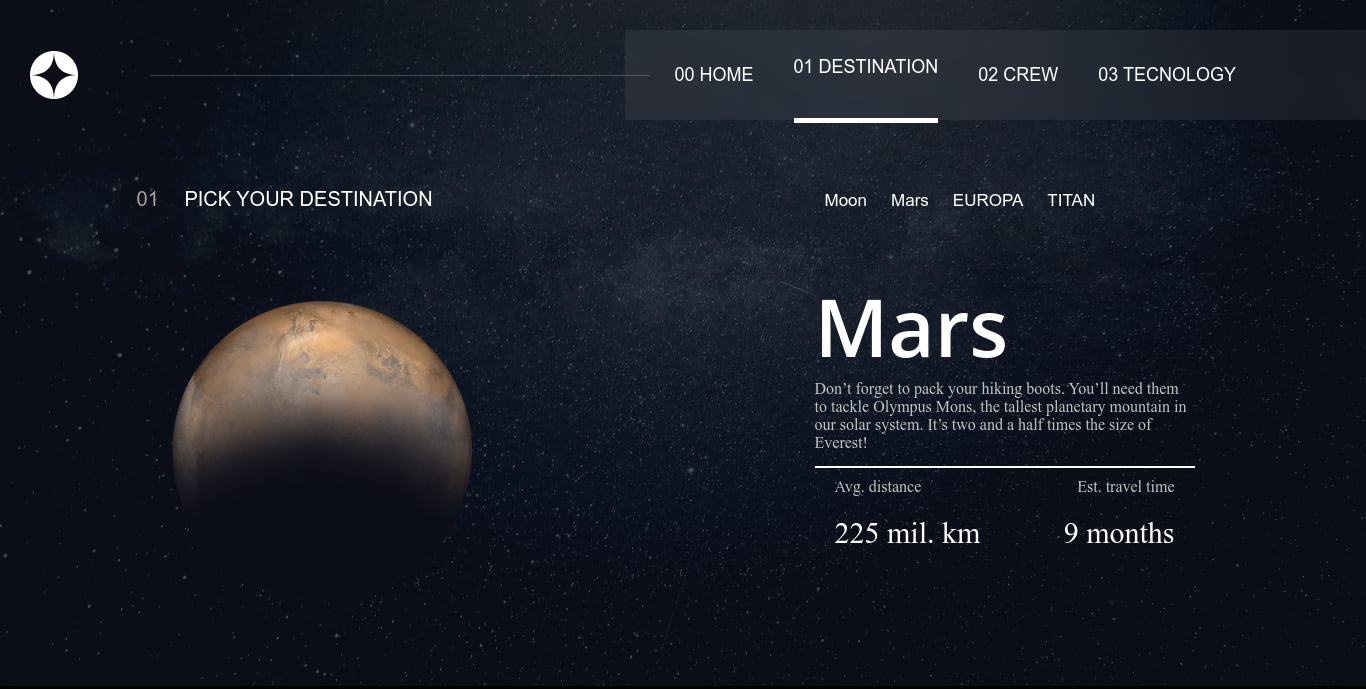 00 HOME 01 DESTINATION 02 CREW 03 TECNOLOGY
01 PICK YOUR DESTINATION
Moon Mars EUROPA TITAN
Mars
Don’t forget to pack your hiking boots. You’ll need them
to tackle Olympus Mons, the tallest planetary mountain in
our solar system. It’s two and a half times the size of
Everest!
Avg. distance
225 mil. km
Est. travel time
9 months